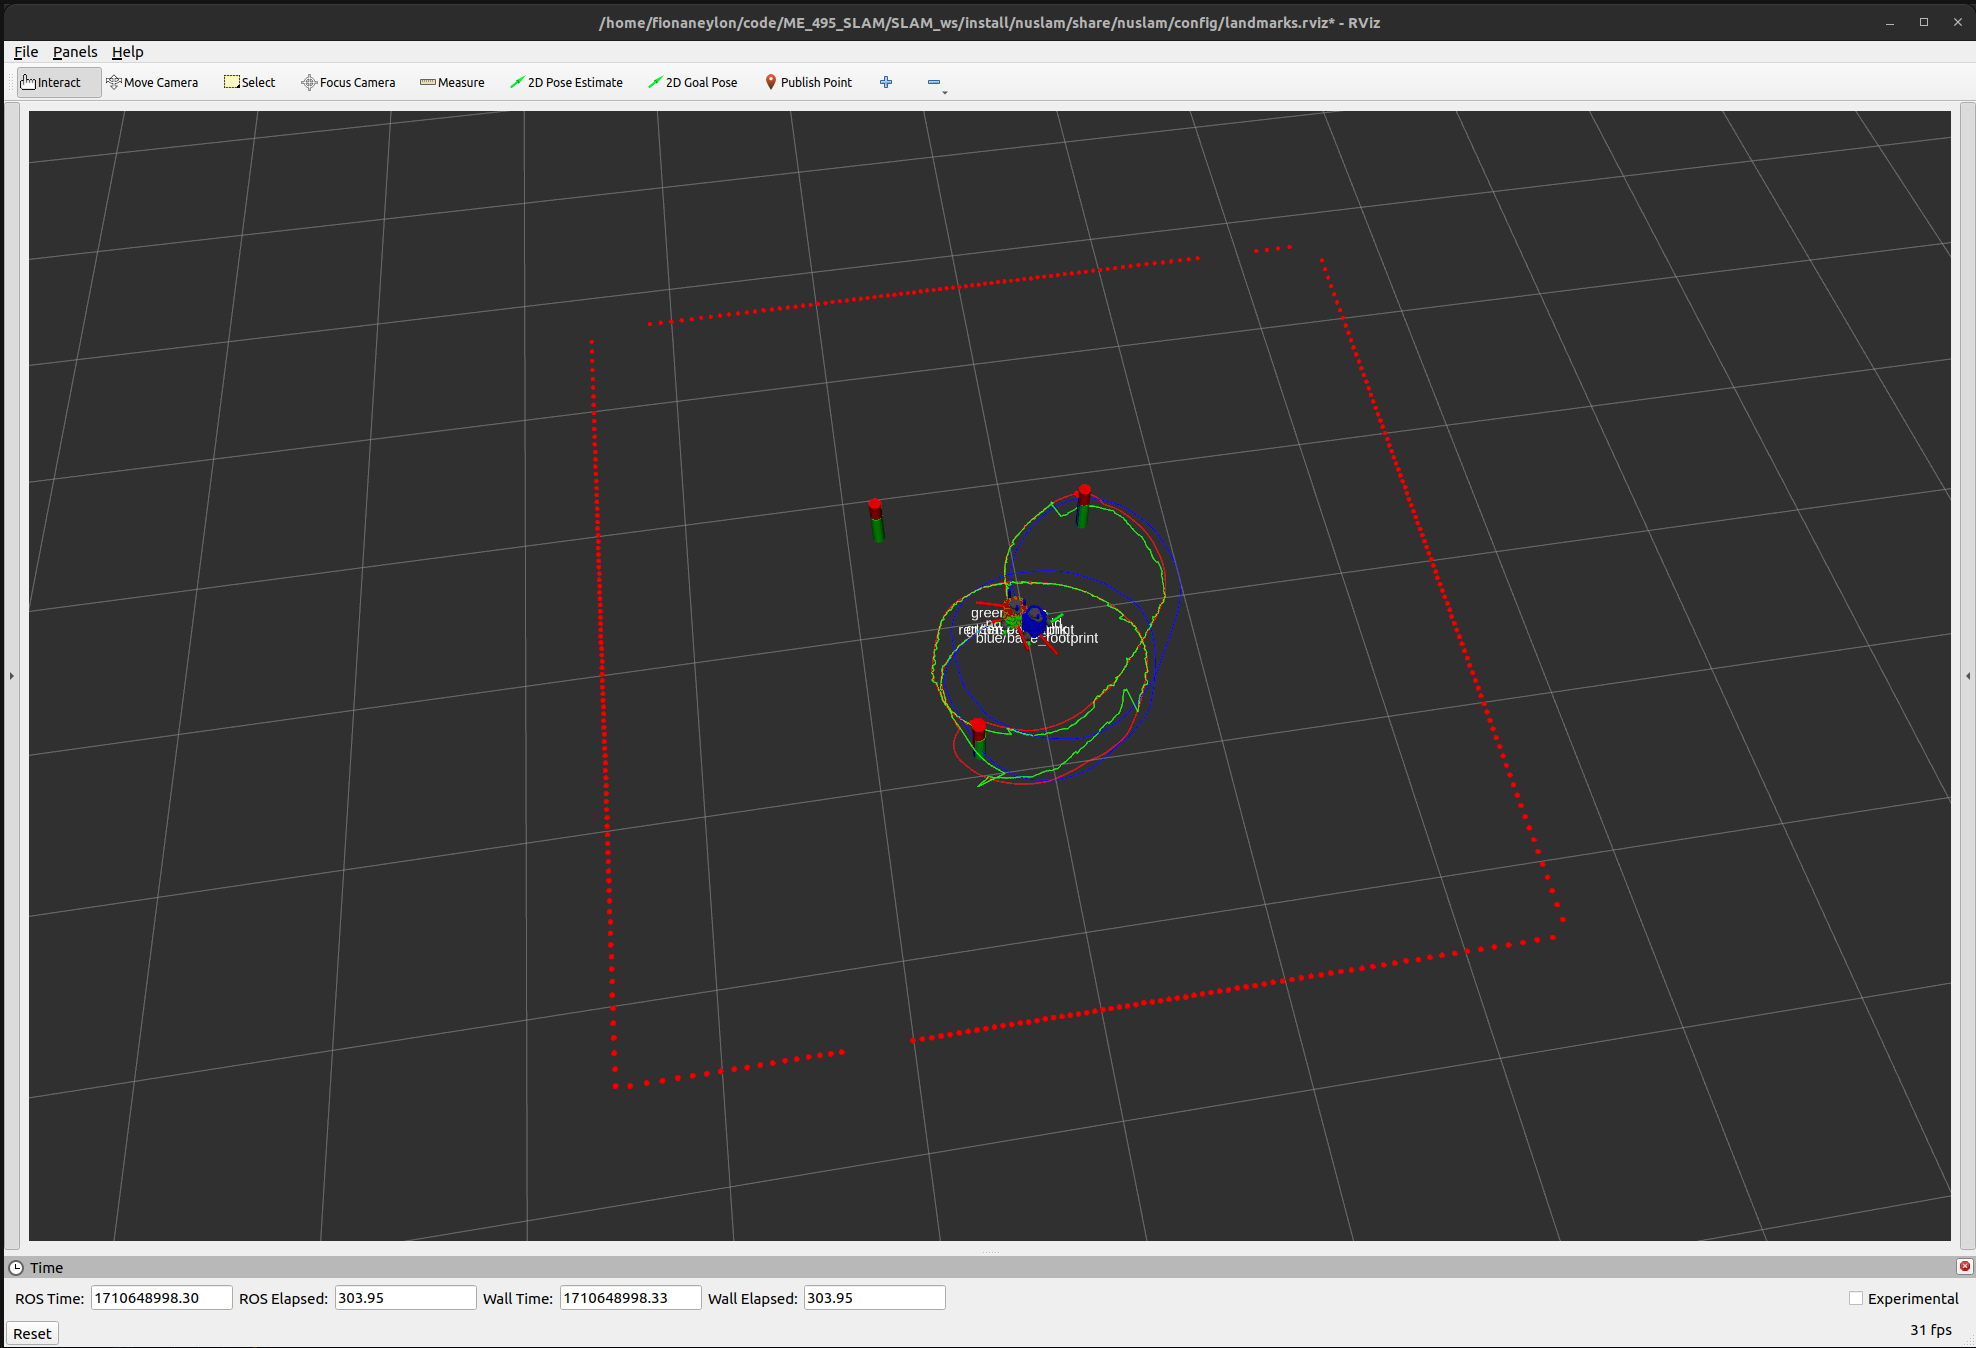 /home/fionaneylon/code/ME_495_SLAM/SLAM_ws/install/nuslam/share/nuslam/config/landmarks.rviz* - RViz
File Panels Help
Interact Move Camera Select Focus Camera Measure 2D Pose Estimate 2D Goal Pose Publish Point
green
blue/base_footprint
Time
ROS Time: 1710648998.30 ROS Elapsed: 303.95 Wall Time: 1710648998.33 Wall Elapsed: 303.95 Experimental
Reset 31 fps